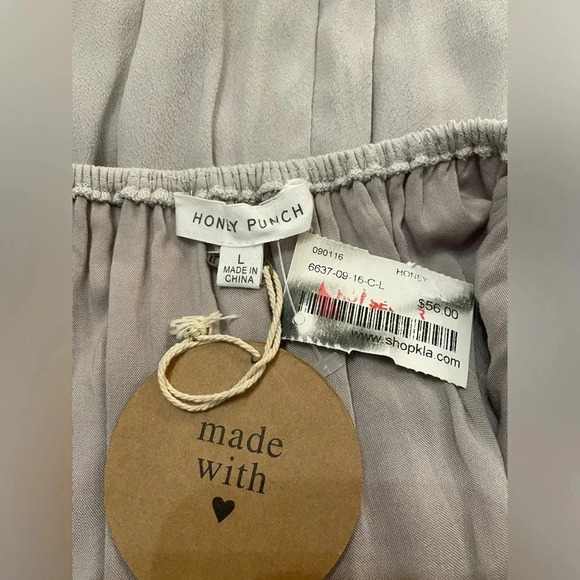 HONEY PUNCH
L
MADE IN
CHINA
090116 HONEY
6637-09-16-C-L
$56.00
www.shopkla.com
made
with